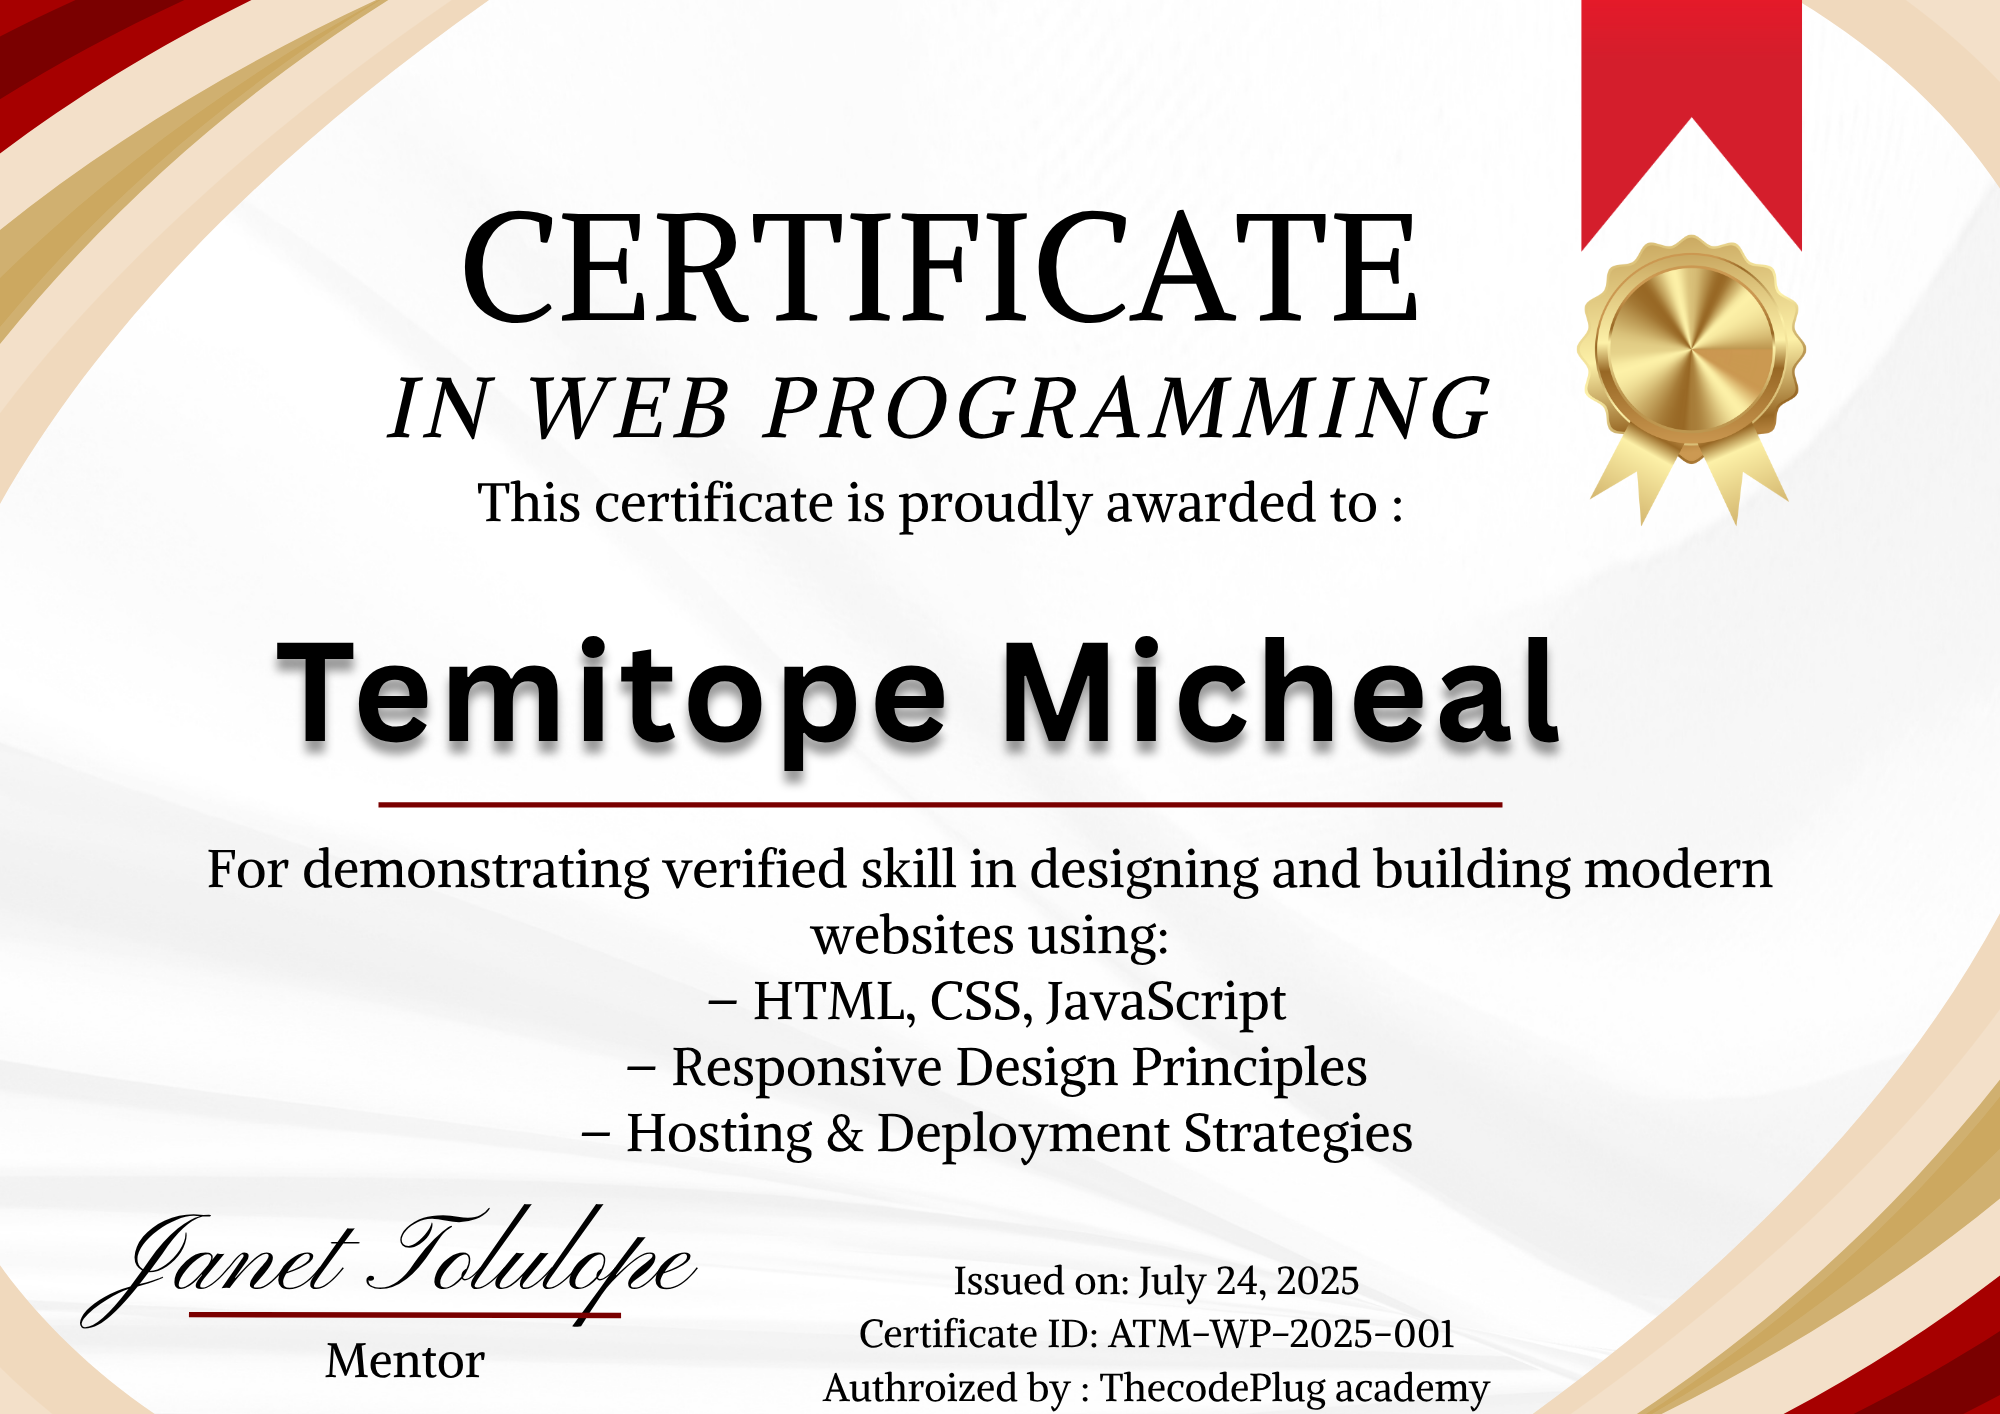 CERTIFICATE
IN WEB PROGRAMMING
This certificate is proudly awarded to :
Temitope Micheal
For demonstrating verified skill in designing and building modern
websites using:
– HTML, CSS, JavaScript
– Responsive Design Principles
– Hosting & Deployment Strategies
Janet Tolulope
Mentor
Issued on: July 24, 2025
Certificate ID: ATM-WP-2025-001
Authroized by : ThecodePlug academy